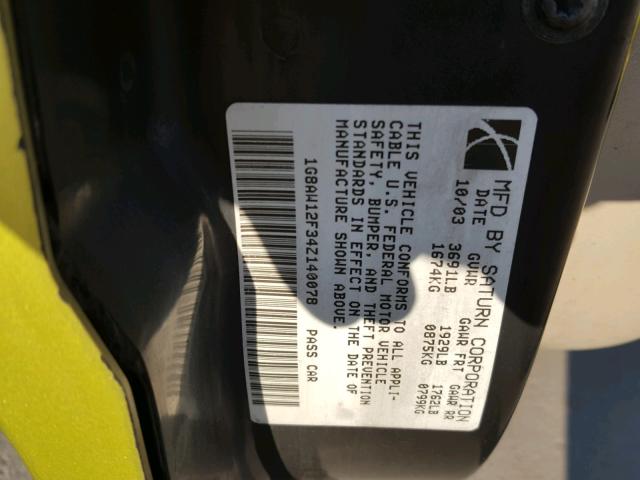 MFD BY SATURN CORPORATION
DATE GVWR GAWR FRT GAWR RR
10/03 3691LB 1929LB 1762LB
1674KG 0875KG 0799KG
THIS VEHICLE CONFORMS TO ALL APPLI-
CABLE U.S. FEDERAL MOTOR VEHICLE
SAFETY, BUMPER, AND THEFT PREVENTION
STANDARDS IN EFFECT ON THE DATE OF
MANUFACTURE SHOWN ABOVE.
1G8AW12F34Z140078 PASS CAR